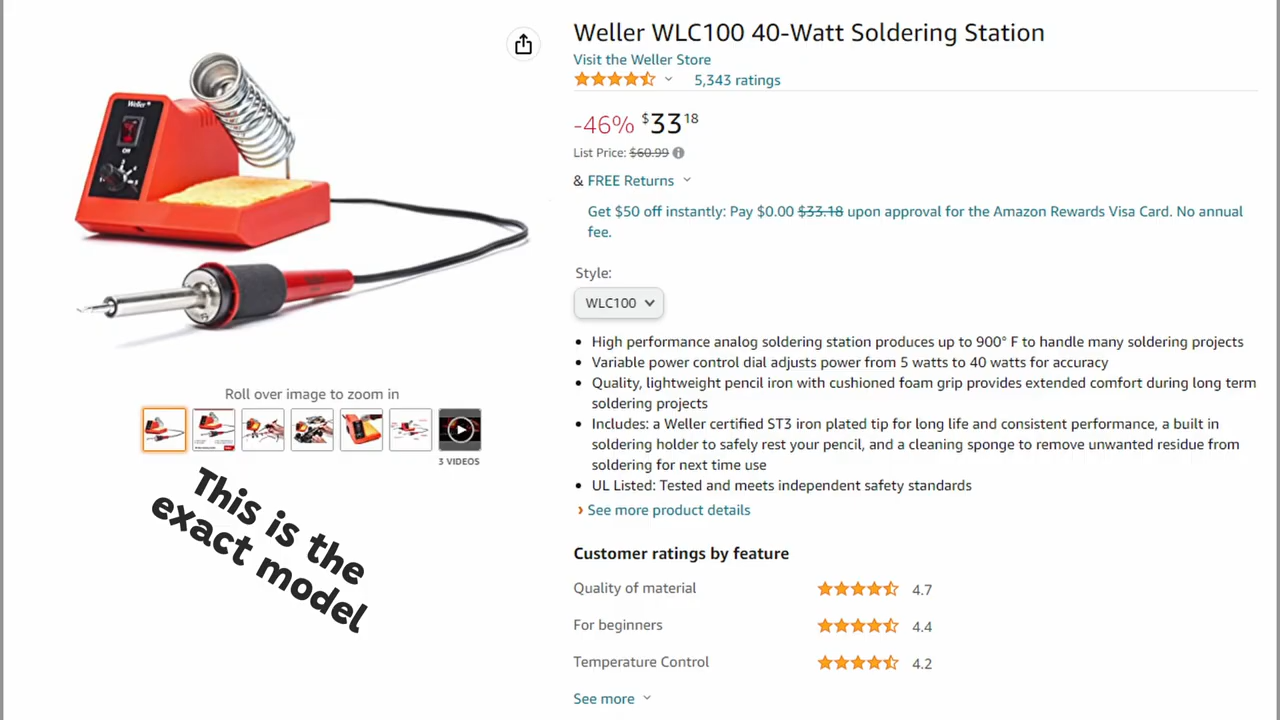 Weller WLC100 40-Watt Soldering Station
Visit the Weller Store
5,343 ratings
-46% $33 18
List Price: $60.99
& FREE Returns
Get $50 off instantly: Pay $0.00 $33.18 upon approval for the Amazon Rewards Visa Card. No annual
fee.
Style:
WLC100
• High performance analog soldering station produces up to 900° F to handle many soldering projects
• Variable power control dial adjusts power from 5 watts to 40 watts for accuracy
• Quality, lightweight pencil iron with cushioned foam grip provides extended comfort during long term
soldering projects
• Includes: a Weller certified ST3 iron plated tip for long life and consistent performance, a built in
soldering holder to safely rest your pencil, and a cleaning sponge to remove unwanted residue from
soldering for next time use
• UL Listed: Tested and meets independent safety standards
› See more product details
Customer ratings by feature
Quality of material 4.7
For beginners 4.4
Temperature Control 4.2
See more
Weller
Off
Roll over image to zoom in
3 VIDEOS
This is the
exact model